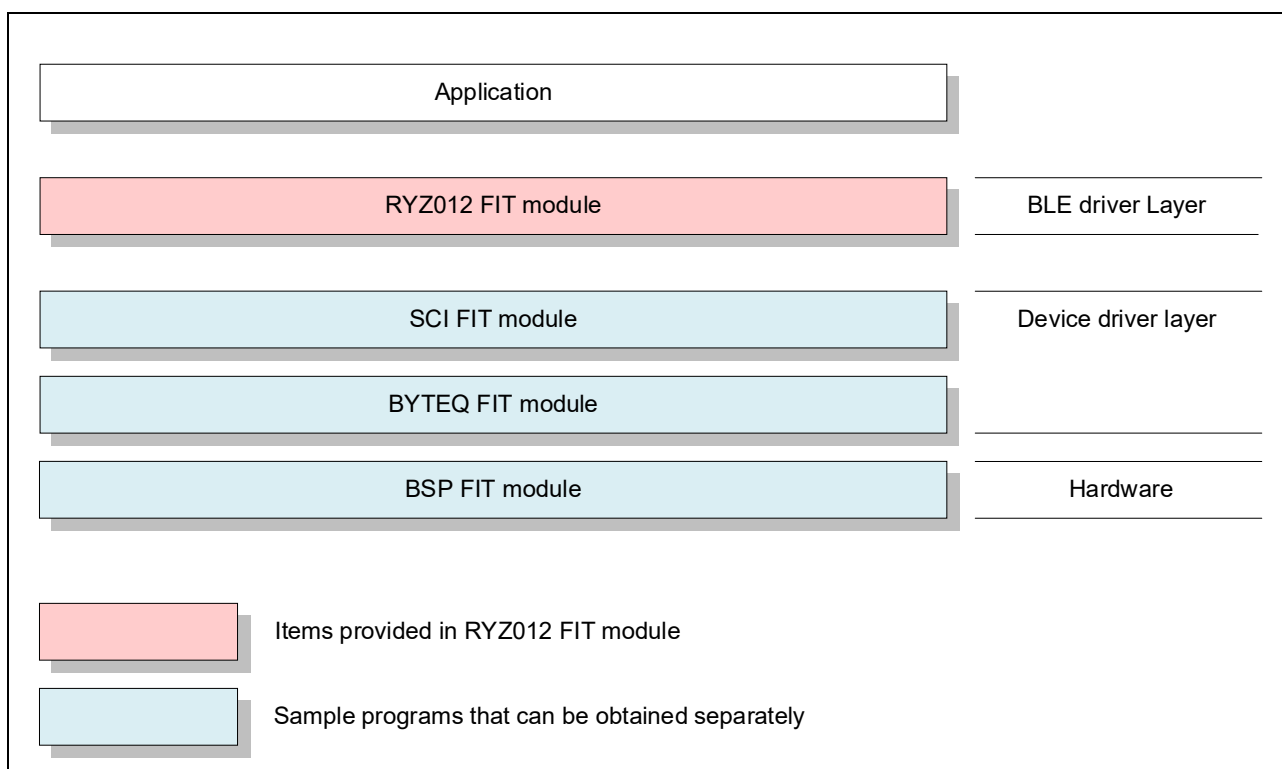 Application
RYZ012 FIT module
BLE driver Layer
SCI FIT module
Device driver layer
BYTEQ FIT module
BSP FIT module
Hardware
Items provided in RYZ012 FIT module
Sample programs that can be obtained separately